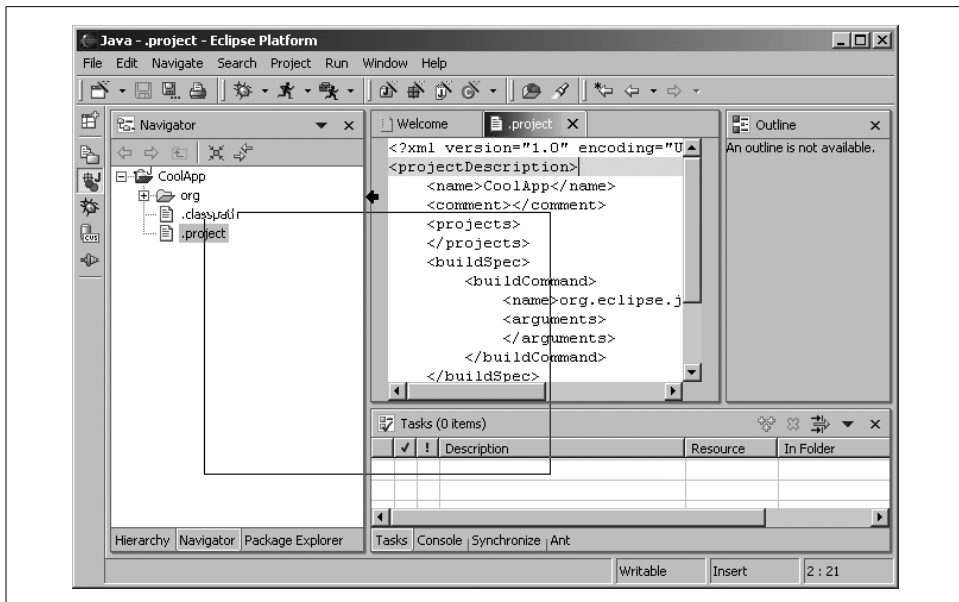 Java - .project - Eclipse Platform
File Edit Navigate Search Project Run Window Help
Navigator
CoolApp
org
.classpath
.project
Hierarchy Navigator Package Explorer
Welcome .project
<?xml version="1.0" encoding="U
<projectDescription>
<name>CoolApp</name>
<comment></comment>
<projects>
</projects>
<buildSpec>
<buildCommand>
<name>org.eclipse.j
<arguments>
</arguments>
</buildCommand>
</buildSpec>
Outline
An outline is not available.
Tasks (0 items)
! Description Resource In Folder
Tasks Console Synchronize Ant
Writable Insert 2 : 21
CVS